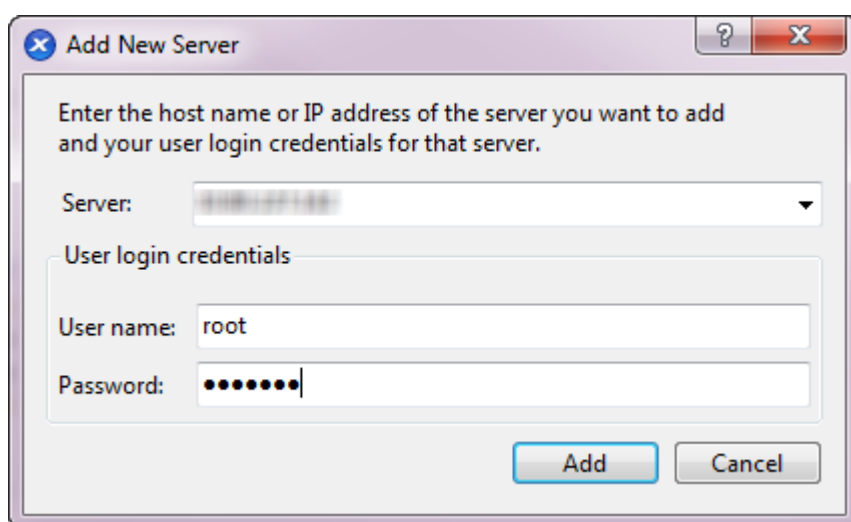 Add New Server
Enter the host name or IP address of the server you want to add
and your user login credentials for that server.
Server:
User login credentials
User name: root
Password: •••••••
Add Cancel